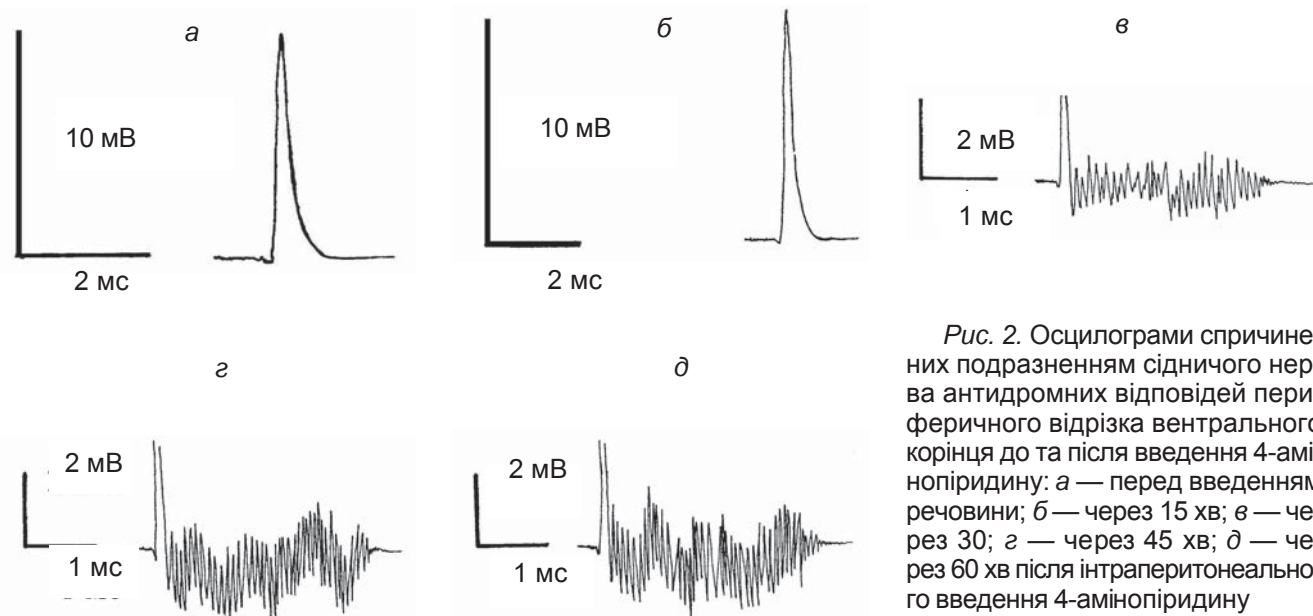 а
10 мВ
2 мс
б
10 мВ
2 мс
в
2 мВ
1 мс
г
2 мВ
1 мс
д
2 мВ
1 мс
Рис. 2. Осцилограми спричине
них подразненням сідничого нер
ва антидромних відповідей пери
феричного відрізка вентрального
корінця до та після введення 4-амі
нопіридину: а — перед введенням
речовини; б — через 15 хв; в — че
рез 30; г — через 45 хв; д — че
рез 60 хв після інтраперитонеально
го введення 4-амінопіридину